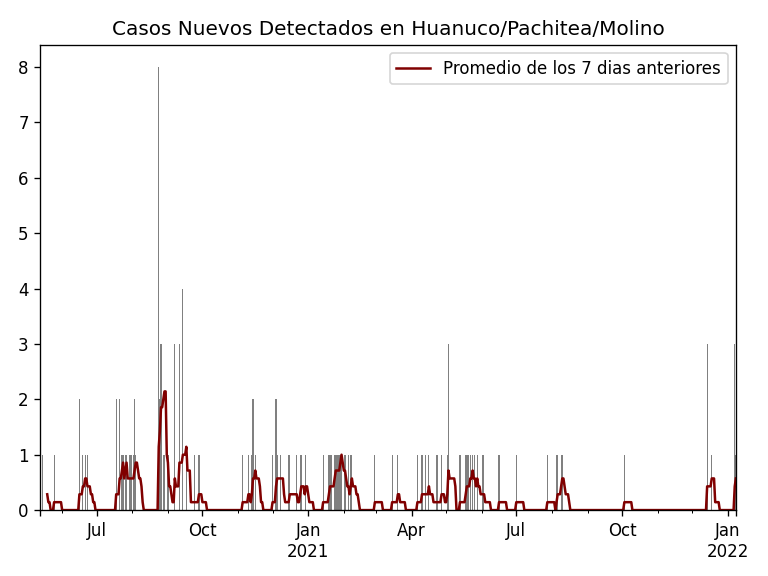 Casos Nuevos Detectados en Huanuco/Pachitea/Molino
Promedio de los 7 dias anteriores
8
7
6
5
4
3
2
1
0
Jul
Oct
Jan
2021
Apr
Jul
Oct
Jan
2022